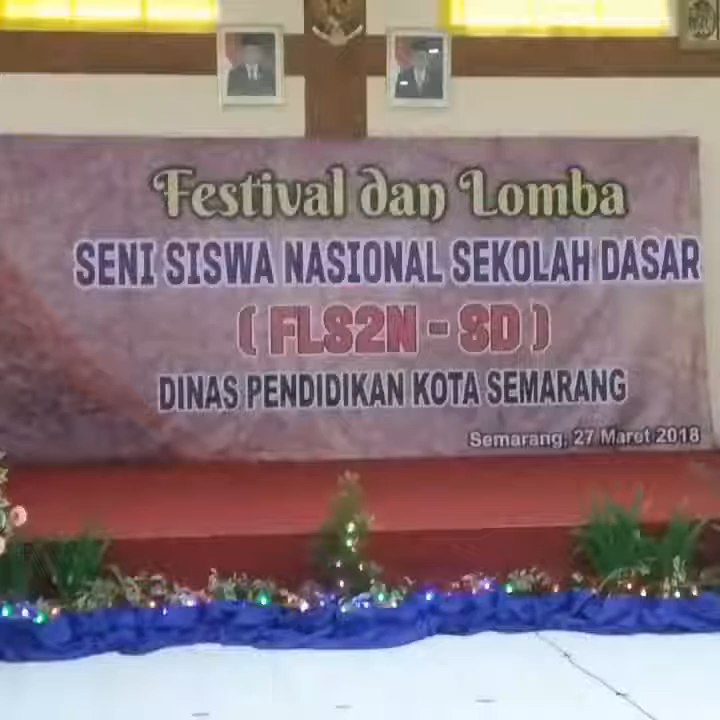 Festival dan Lomba
SENI SISWA NASIONAL SEKOLAH DASAR
( FLS2N - SD )
DINAS PENDIDIKAN KOTA SEMARANG
Semarang, 27 Maret 2018